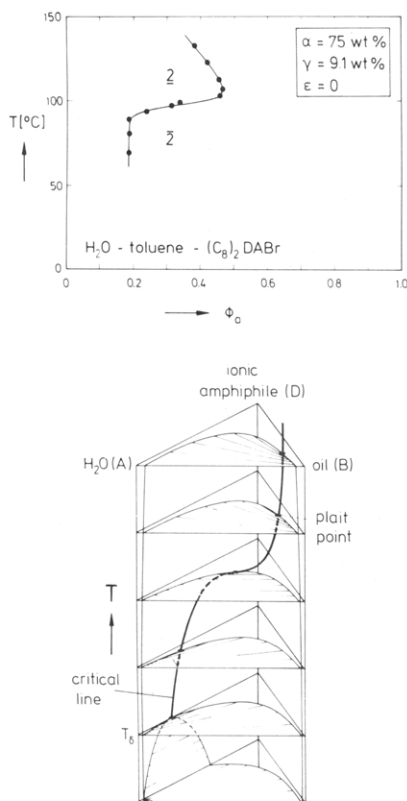 150
α = 75 wt %
γ = 9.1 wt %
ε = 0
2
T[°C]
100
2̄
50
H₂O - toluene - (C₈)₂ DABr
0
0
0.2
0.4
0.6
0.8
1.0
ϕₐ
ionic
amphiphile (D)
H₂O (A)
oil (B)
plait
point
T
critical
line
T₈